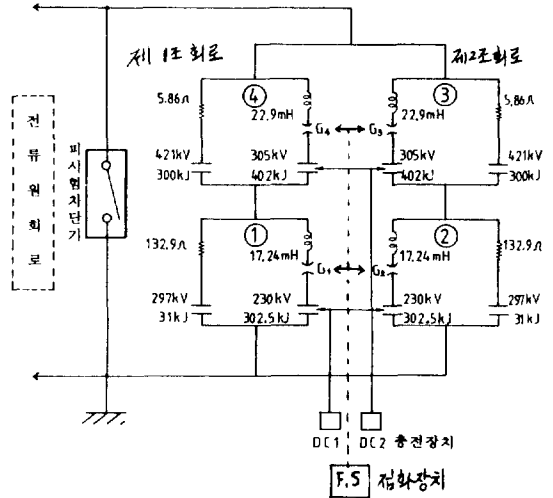 제1조회로
제2조회로
④
③
5.86Ω
22.9mH
22.9mH
5.86Ω
G₄
G₃
421kV
300kJ
305kV
402kJ
305kV
402kJ
421kV
300kJ
전류원회로
피시험차단기
①
②
132.9Ω
17.24mH
17.24mH
132.9Ω
G₁
G₂
297kV
31kJ
230kV
302.5kJ
230kV
302.5kJ
297kV
31kJ
DC1 DC2 충전장치
F.S 점화장치